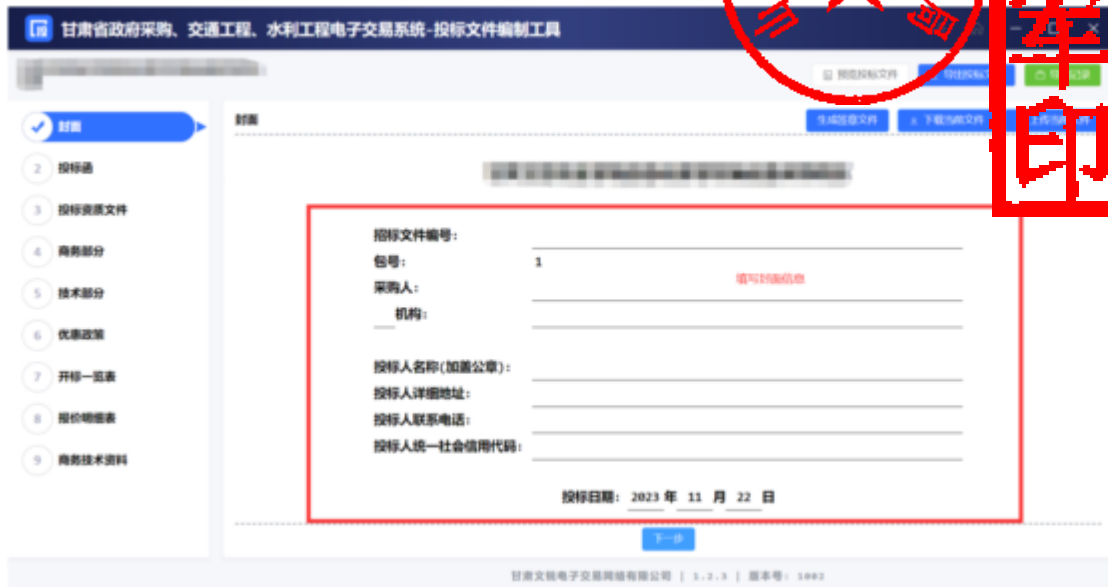 甘肃省政府采购、交通工程、水利工程电子交易系统-投标文件编制工具
预览投标文件
封面
封面
生成签章文件
下载当前文件
2 投标函
3 投标资质文件
4 商务部分
5 技术部分
6 优惠政策
7 开标一览表
8 报价明细表
9 商务技术资料
招标文件编号:
包号: 1
填写封面信息
采购人:
机构:
投标人名称(加盖公章):
投标人详细地址:
投标人联系电话:
投标人统一社会信用代码:
投标日期: 2023 年 11 月 22 日
下一步
甘肃文锐电子交易网络有限公司 | 1.2.3 | 版本号: 1002
印